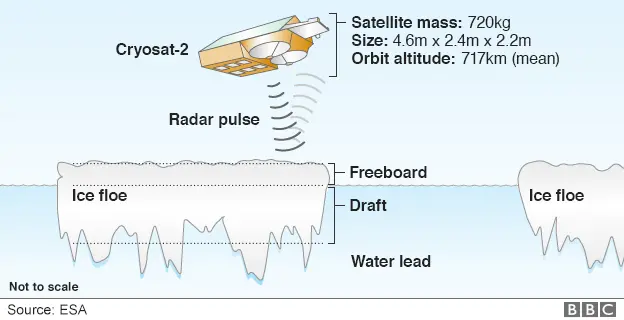 Satellite mass: 720kg
Size: 4.6m x 2.4m x 2.2m
Orbit altitude: 717km (mean)
Cryosat-2
Radar pulse
Freeboard
Ice floe
Draft
Ice floe
Water lead
Not to scale
Source: ESA
BBC